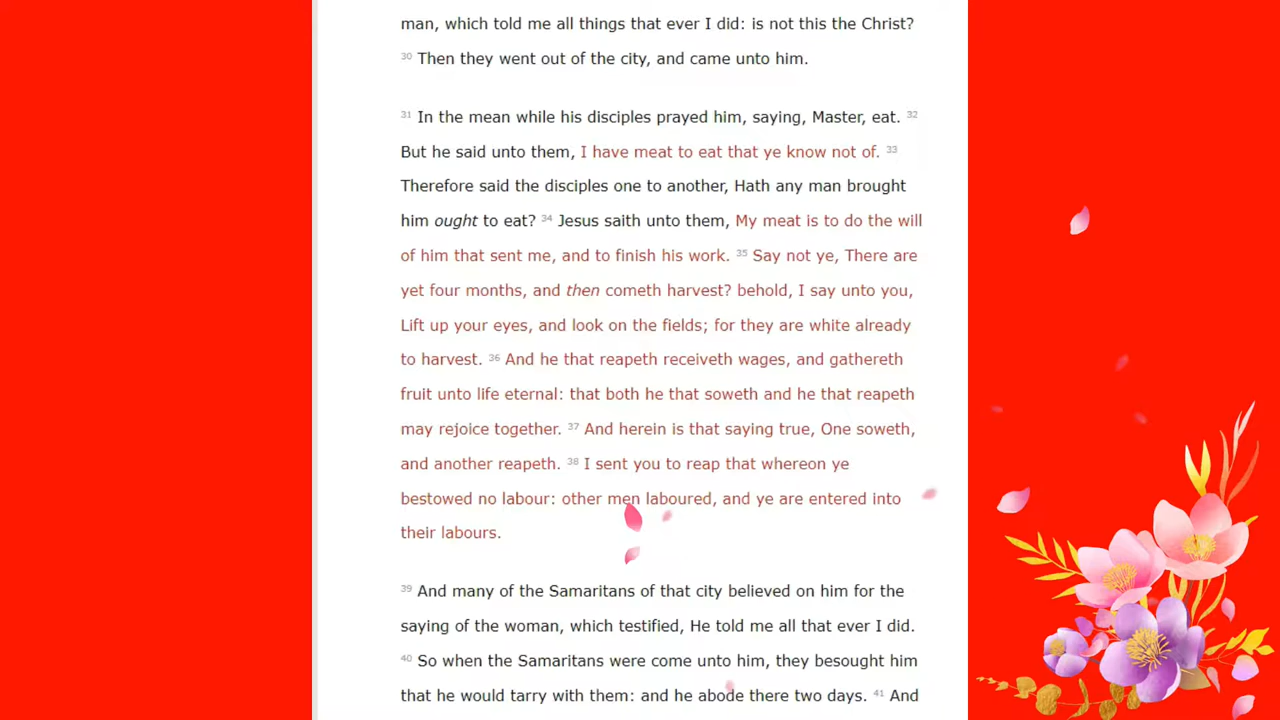 man, which told me all things that ever I did: is not this the Christ?
30 Then they went out of the city, and came unto him.
31 In the mean while his disciples prayed him, saying, Master, eat. 32
But he said unto them, I have meat to eat that ye know not of. 33
Therefore said the disciples one to another, Hath any man brought
him ought to eat? 34 Jesus saith unto them, My meat is to do the will
of him that sent me, and to finish his work. 35 Say not ye, There are
yet four months, and then cometh harvest? behold, I say unto you,
Lift up your eyes, and look on the fields; for they are white already
to harvest. 36 And he that reapeth receiveth wages, and gathereth
fruit unto life eternal: that both he that soweth and he that reapeth
may rejoice together. 37 And herein is that saying true, One soweth,
and another reapeth. 38 I sent you to reap that whereon ye
bestowed no labour: other men laboured, and ye are entered into
their labours.
39 And many of the Samaritans of that city believed on him for the
saying of the woman, which testified, He told me all that ever I did.
40 So when the Samaritans were come unto him, they besought him
that he would tarry with them: and he abode there two days. 41 And